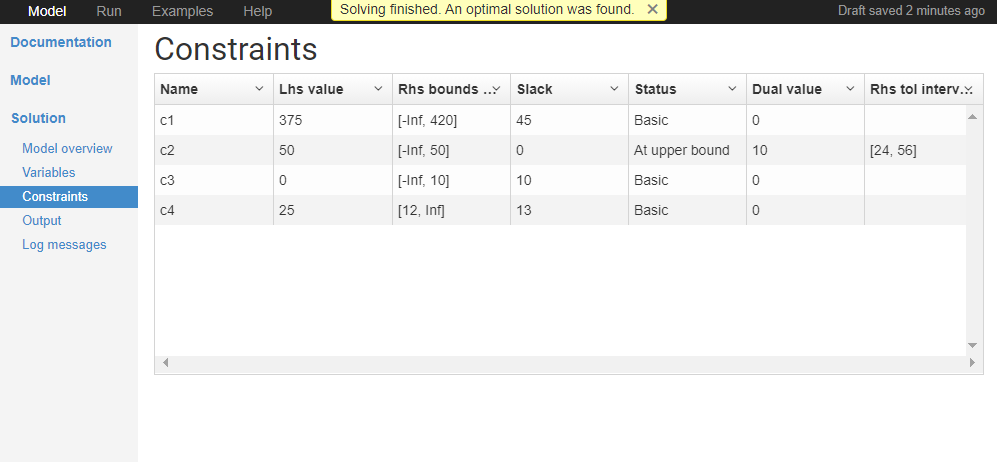 Model Run Examples Help Solving finished. An optimal solution was found. × Draft saved 2 minutes ago
Documentation
Model
Solution
Model overview
Variables
Constraints
Output
Log messages
Constraints
Name Lhs value Rhs bounds ... Slack Status Dual value Rhs tol interv...
c1 375 [-Inf, 420] 45 Basic 0
c2 50 [-Inf, 50] 0 At upper bound 10 [24, 56]
c3 0 [-Inf, 10] 10 Basic 0
c4 25 [12, Inf] 13 Basic 0